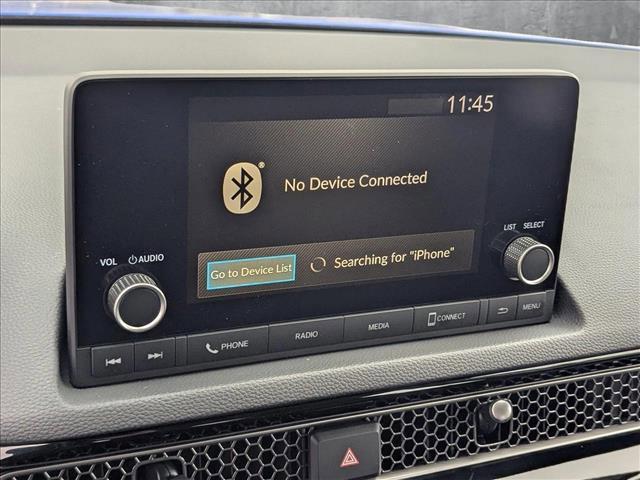 11:45
®
No Device Connected
Go to Device List
Searching for "iPhone"
VOL AUDIO
LIST SELECT
PHONE
RADIO
MEDIA
CONNECT
MENU